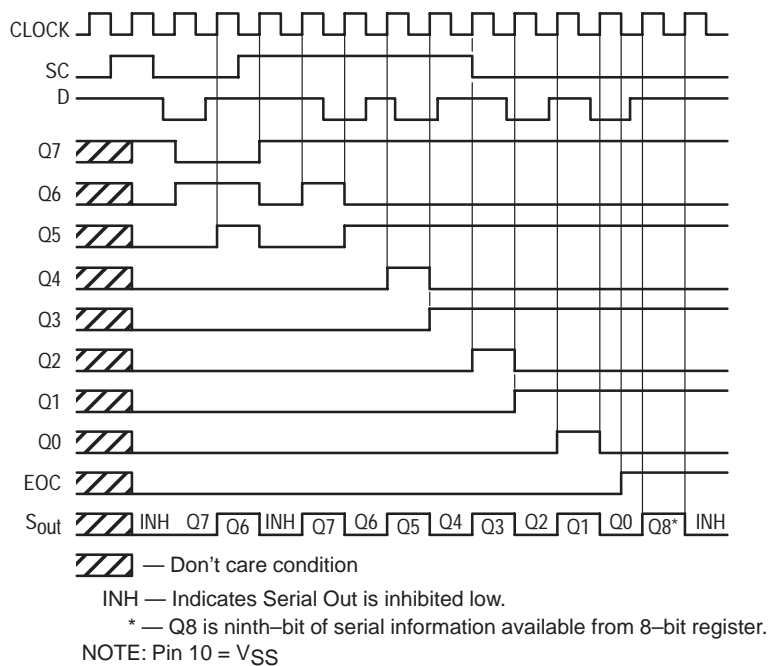 CLOCK
SC
D
Q7
Q6
Q5
Q4
Q3
Q2
Q1
Q0
EOC
Sout INH Q7 Q6 INH Q7 Q6 Q5 Q4 Q3 Q2 Q1 Q0 Q8* INH
— Don't care condition
INH — Indicates Serial Out is inhibited low.
* — Q8 is ninth–bit of serial information available from 8–bit register.
NOTE: Pin 10 = VSS